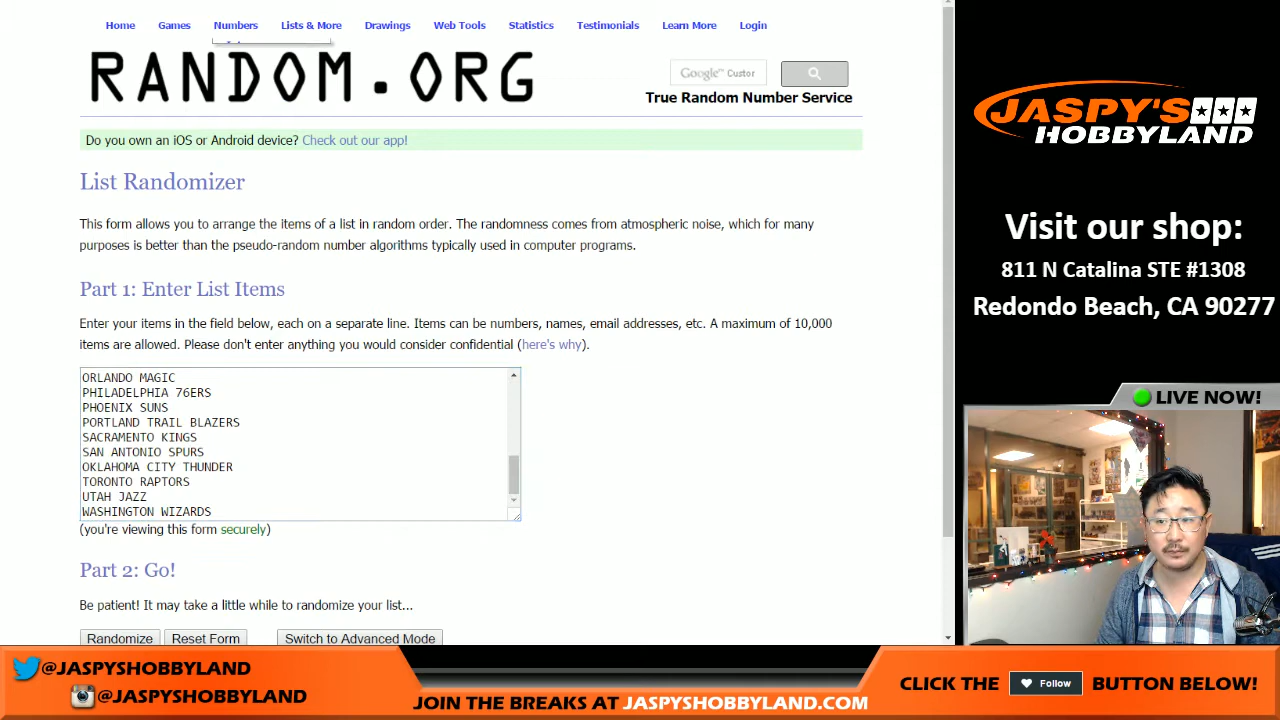 Home Games Numbers Lists & More Drawings Web Tools Statistics Testimonials Learn More Login
RANDOM.ORG
Google™ Custor
True Random Number Service
Do you own an iOS or Android device? Check out our app!
List Randomizer
This form allows you to arrange the items of a list in random order. The randomness comes from atmospheric noise, which for many
purposes is better than the pseudo-random number algorithms typically used in computer programs.
Part 1: Enter List Items
Enter your items in the field below, each on a separate line. Items can be numbers, names, email addresses, etc. A maximum of 10,000
items are allowed. Please don't enter anything you would consider confidential (here's why).
ORLANDO MAGIC
PHILADELPHIA 76ERS
PHOENIX SUNS
PORTLAND TRAIL BLAZERS
SACRAMENTO KINGS
SAN ANTONIO SPURS
OKLAHOMA CITY THUNDER
TORONTO RAPTORS
UTAH JAZZ
WASHINGTON WIZARDS
(you're viewing this form securely)
Part 2: Go!
Be patient! It may take a little while to randomize your list...
Randomize Reset Form Switch to Advanced Mode
JASPY'S
HOBBYLAND
Visit our shop:
811 N Catalina STE #1308
Redondo Beach, CA 90277
LIVE NOW!
@JASPYSHOBBYLAND
@JASPYSHOBBYLAND
JOIN THE BREAKS AT JASPYSHOBBYLAND.COM
CLICK THE Follow BUTTON BELOW!